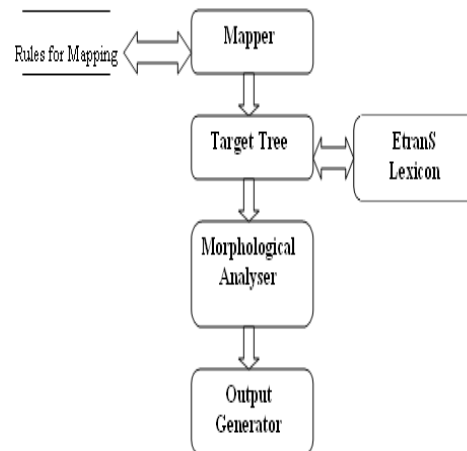 Rules for Mapping
Mapper
Target Tree
EtranS
Lexicon
Morphological
Analyser
Output
Generator